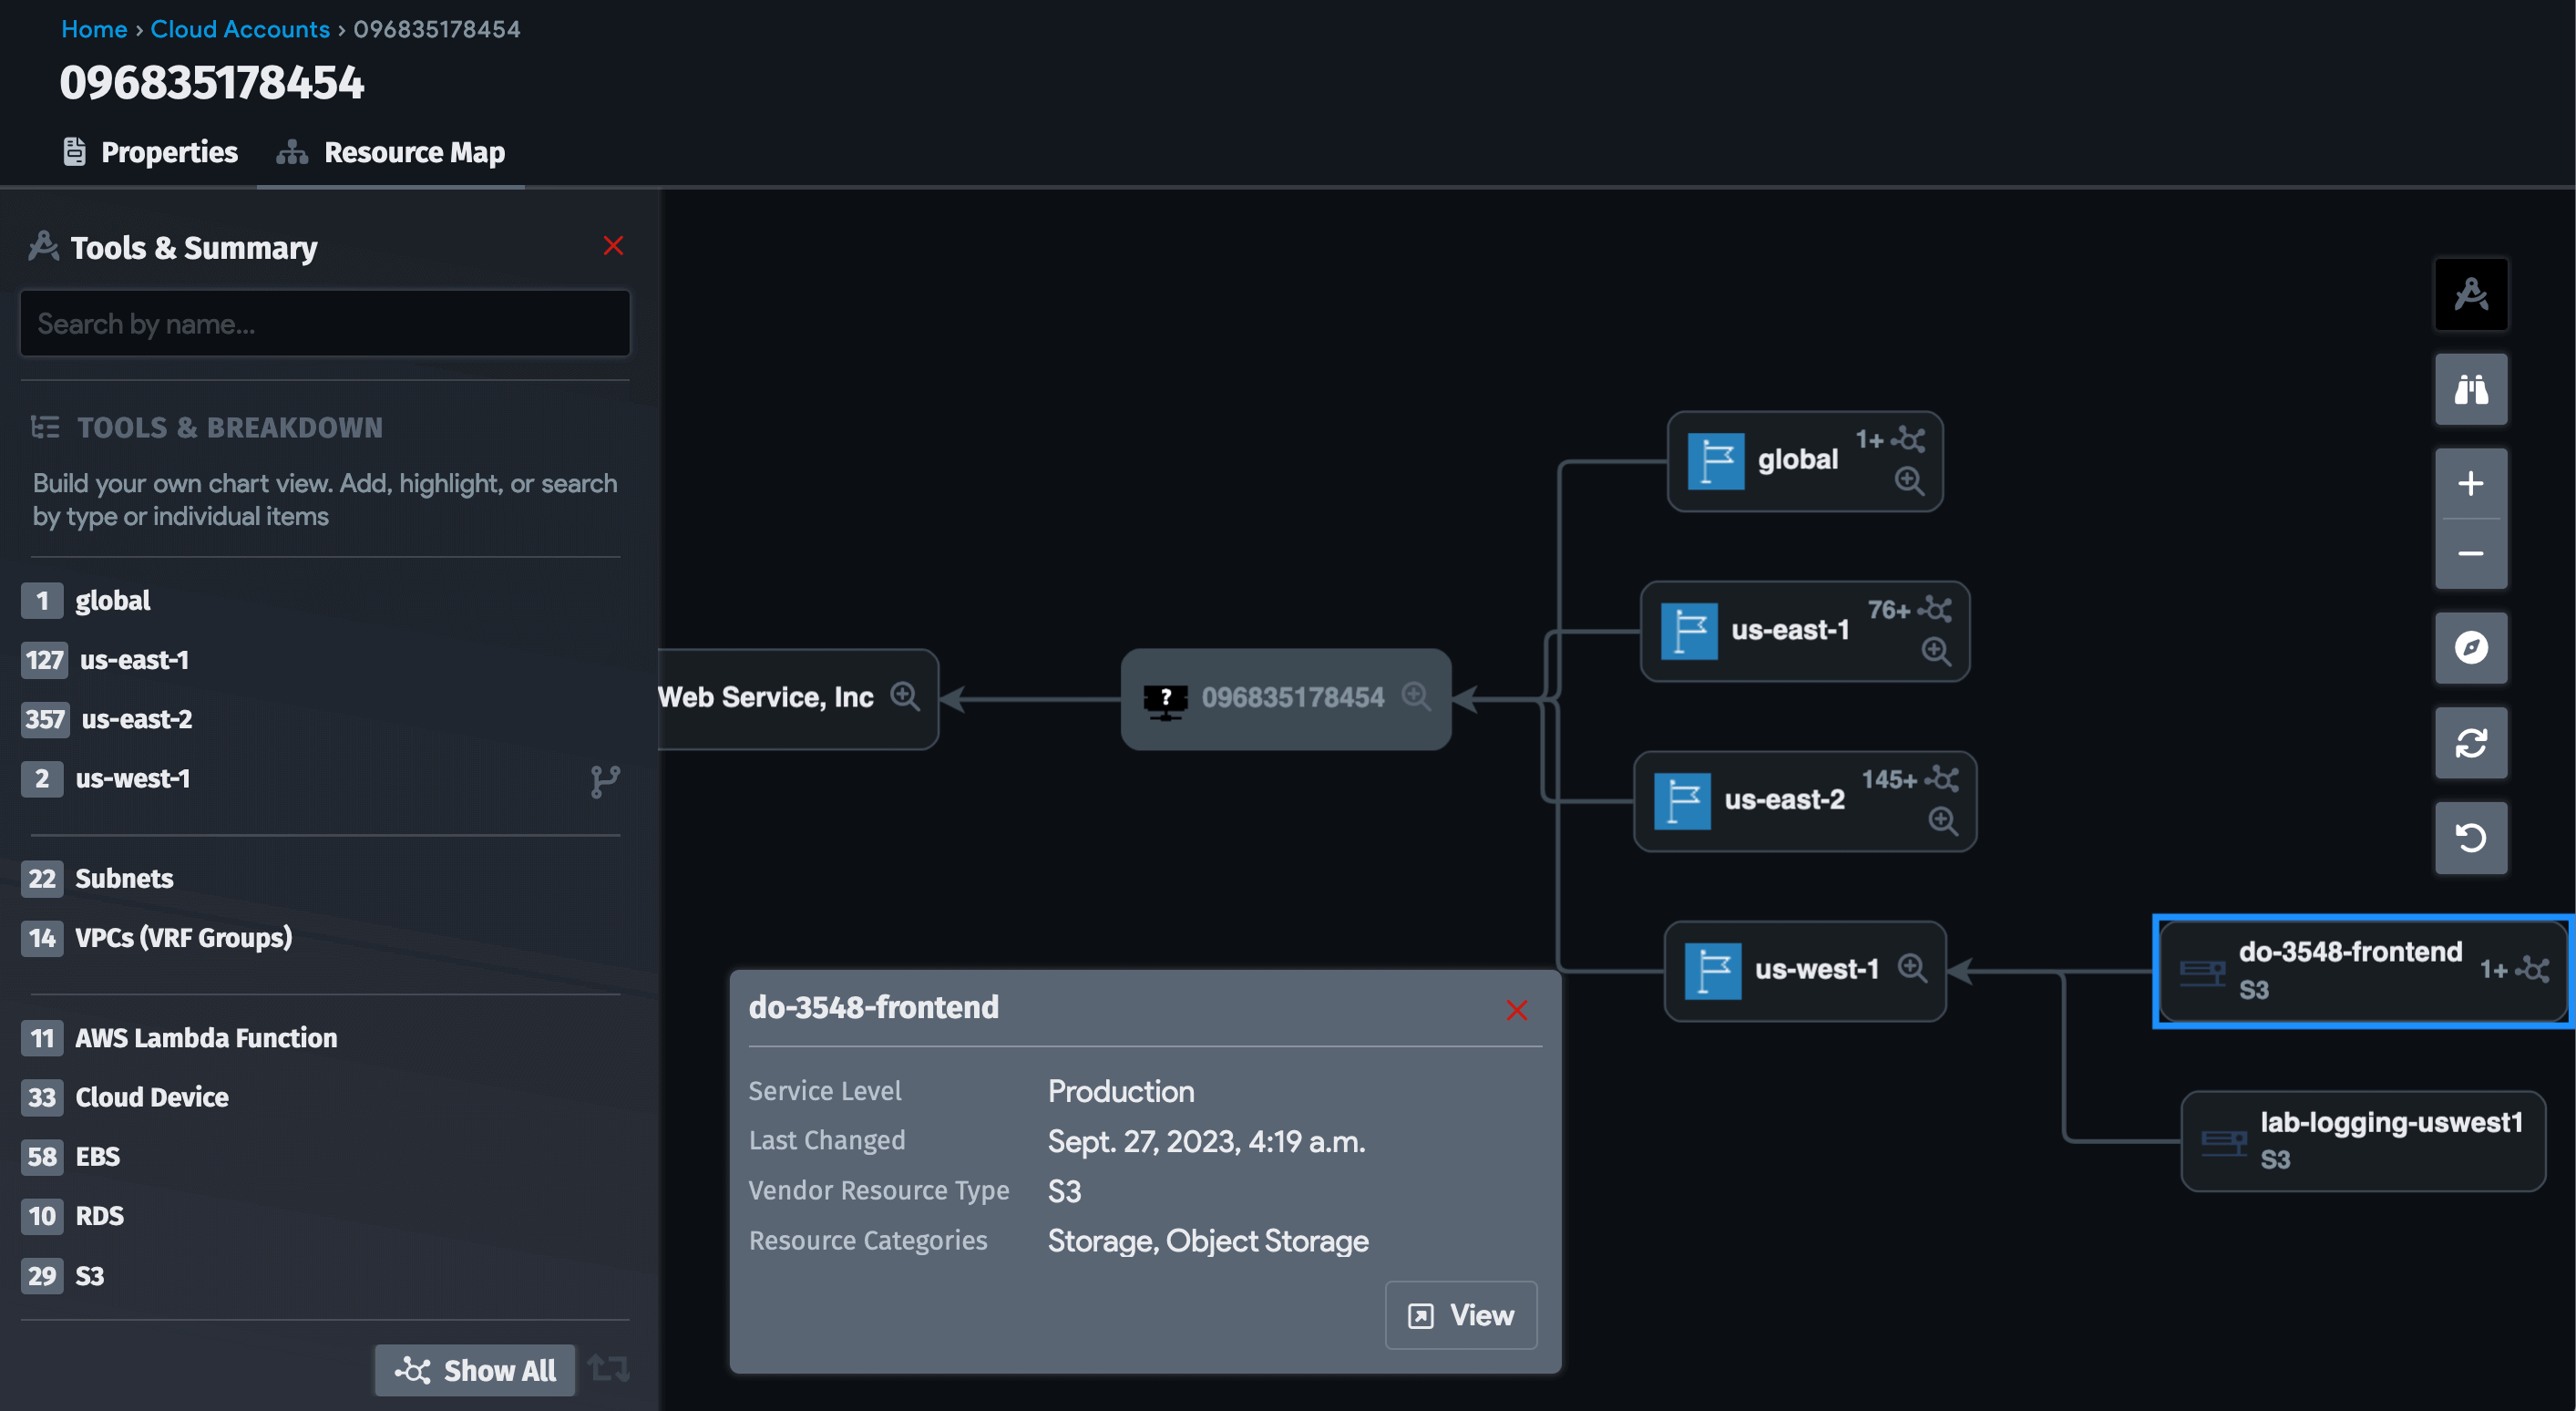 Home › Cloud Accounts › 096835178454
096835178454
Properties
Resource Map
Tools & Summary
Search by name...
TOOLS & BREAKDOWN
Build your own chart view. Add, highlight, or search
by type or individual items
1 global
127 us-east-1
357 us-east-2
2 us-west-1
22 Subnets
14 VPCs (VRF Groups)
11 AWS Lambda Function
33 Cloud Device
58 EBS
10 RDS
29 S3
Show All
Web Service, Inc
? 096835178454
global 1+
us-east-1 76+
us-east-2 145+
us-west-1
do-3548-frontend
S3
1+
lab-logging-uswest1
S3
do-3548-frontend
Service Level Production
Last Changed Sept. 27, 2023, 4:19 a.m.
Vendor Resource Type S3
Resource Categories Storage, Object Storage
View